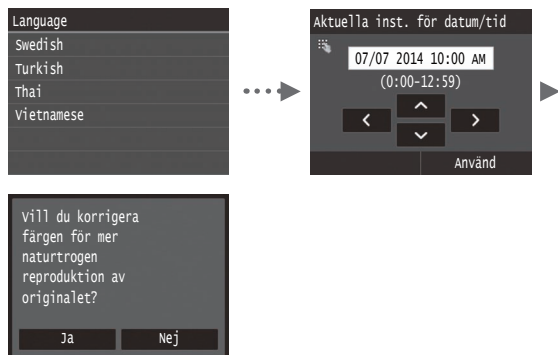 Language
Swedish
Turkish
Thai
Vietnamese
Aktuella inst. för datum/tid
07/07 2014 10:00 AM
(0:00-12:59)
Använd
Vill du korrigera
färgen för mer
naturtrogen
reproduktion av
originalet?
Ja Nej